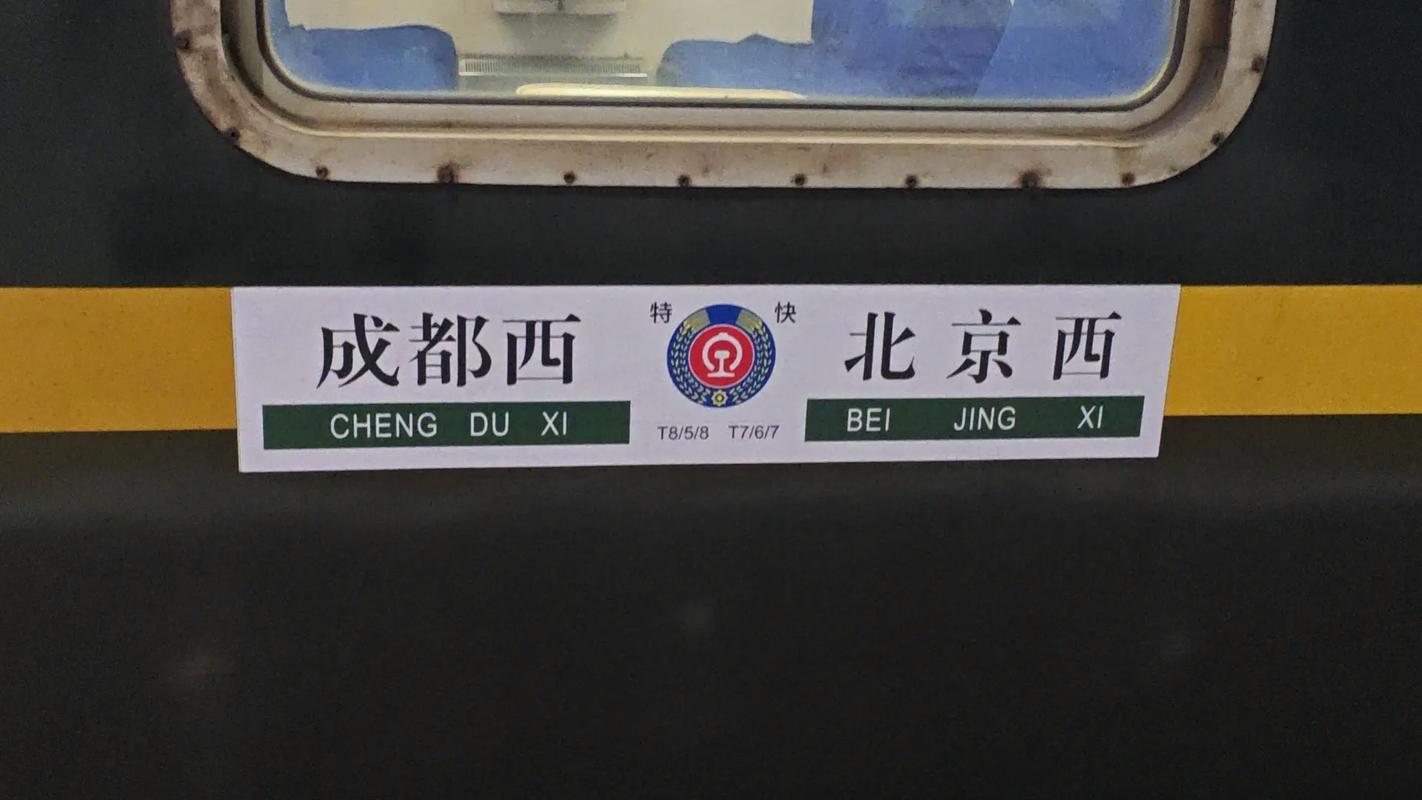 特 快
成都西 北京西
CHENG DU XI BEI JING XI
T8/5/8 T7/6/7